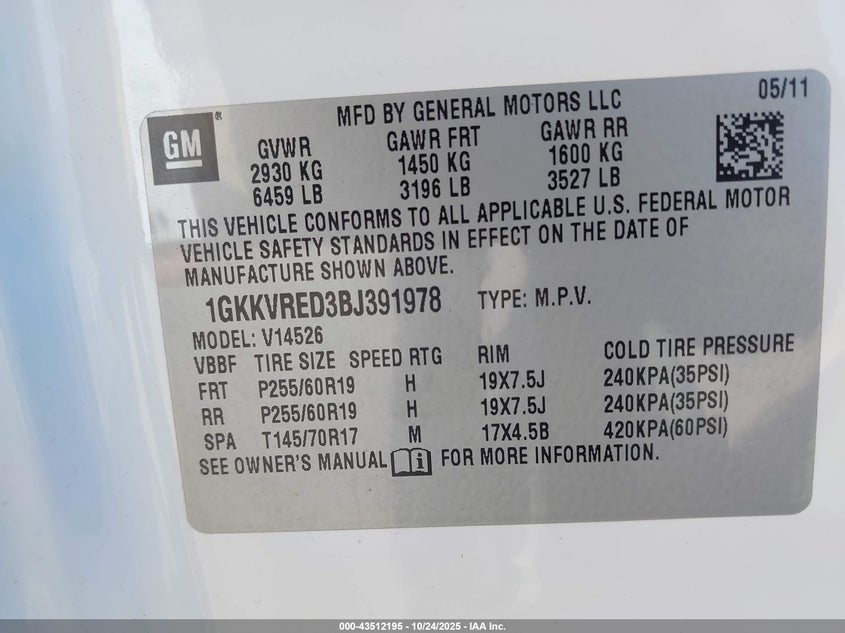 05/11
MFD BY GENERAL MOTORS LLC
GM®
GVWR GAWR FRT GAWR RR
2930 KG 1450 KG 1600 KG
6459 LB 3196 LB 3527 LB
THIS VEHICLE CONFORMS TO ALL APPLICABLE U.S. FEDERAL MOTOR
VEHICLE SAFETY STANDARDS IN EFFECT ON THE DATE OF
MANUFACTURE SHOWN ABOVE.
1GKKVRED3BJ391978 TYPE: M.P.V.
MODEL: V14526
VBBF TIRE SIZE SPEED RTG RIM COLD TIRE PRESSURE
FRT P255/60R19 H 19X7.5J 240KPA(35PSI)
RR P255/60R19 H 19X7.5J 240KPA(35PSI)
SPA T145/70R17 M 17X4.5B 420KPA(60PSI)
SEE OWNER'S MANUAL i FOR MORE INFORMATION.
000-43512195 - 10/24/2025 - IAA Inc.